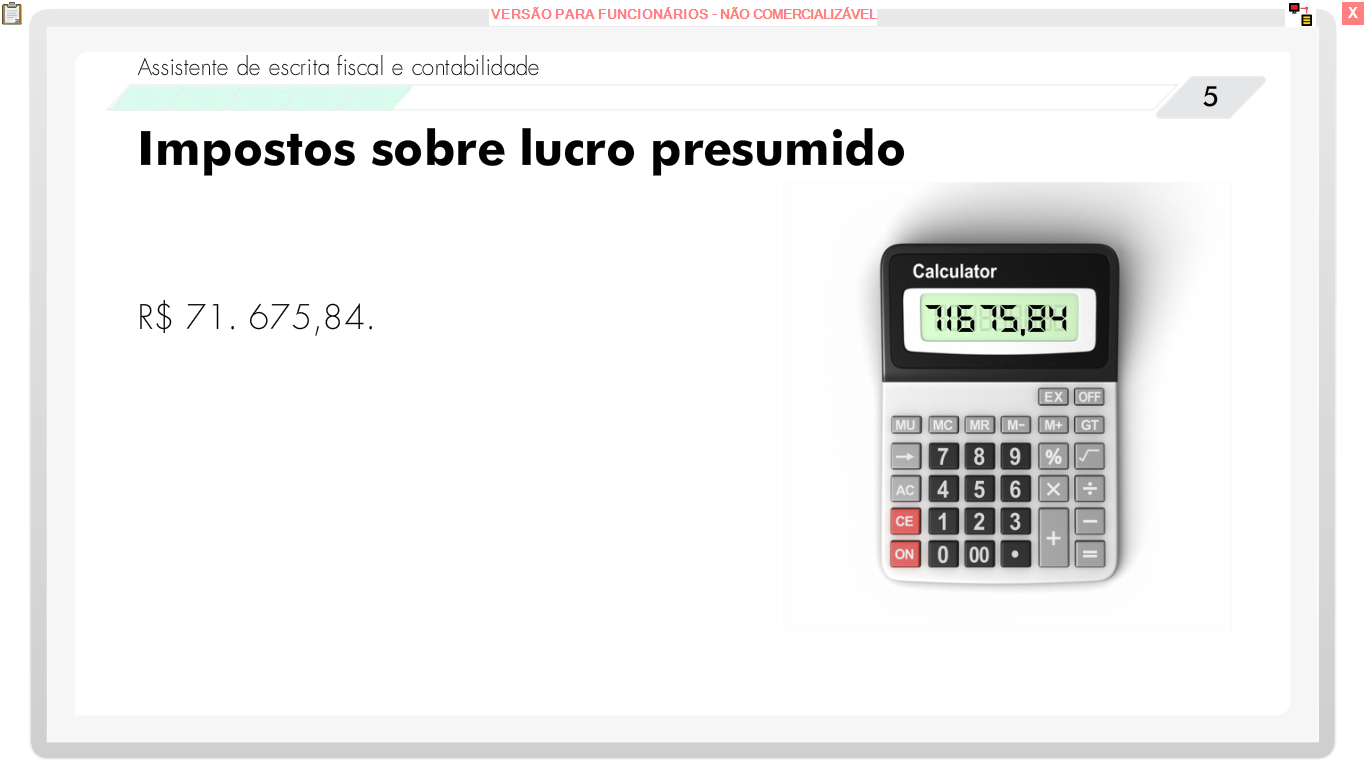 VERSÃO PARA FUNCIONÁRIOS - NÃO COMERCIALIZÁVEL
X
Assistente de escrita fiscal e contabilidade
5
Impostos sobre lucro presumido
R$ 71. 675,84.
Calculator
71675,84
EX OFF
MU MC MR M- M+ GT
→ 7 8 9 % √
AC 4 5 6 × ÷
CE 1 2 3 + −
ON 0 00 • =